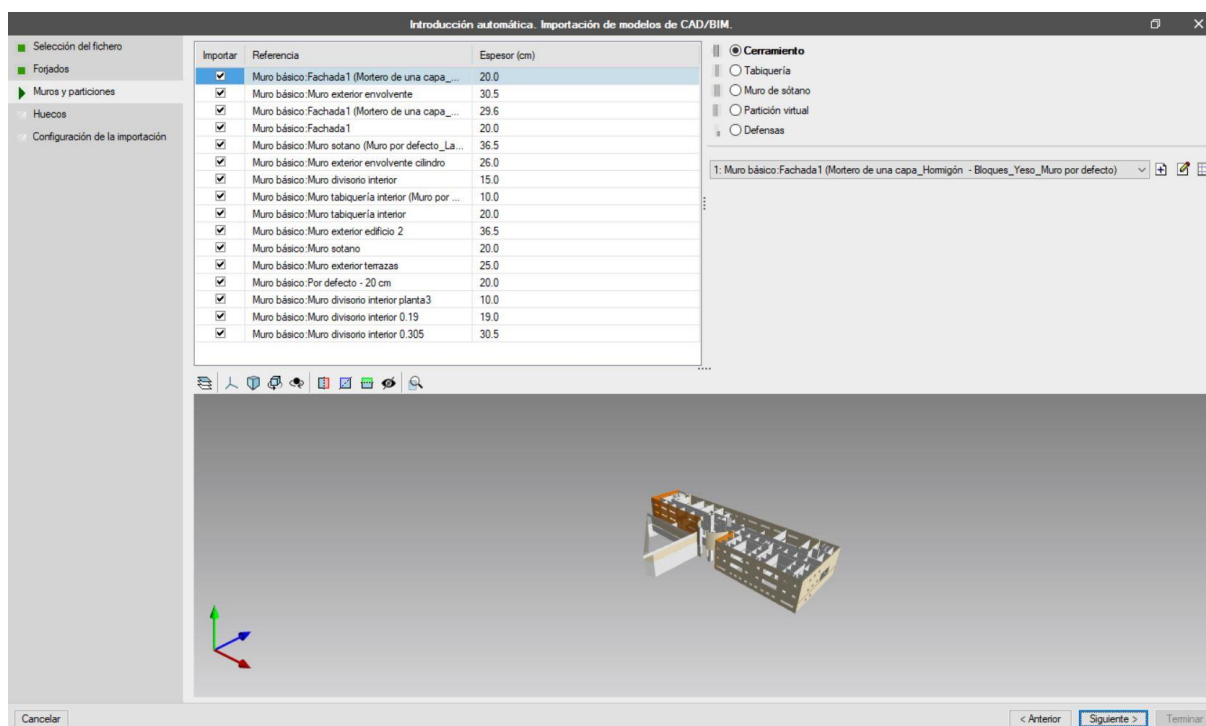 Introducción automática. Importación de modelos de CAD/BIM.
Selección del fichero
Forjados
Muros y particiones
Huecos
Configuración de la importación
Importar Referencia Espesor (cm)
Muro básico:Fachada1 (Mortero de una capa_... 20.0
Muro básico:Muro exterior envolvente 30.5
Muro básico:Fachada1 (Mortero de una capa_... 29.6
Muro básico:Fachada1 20.0
Muro básico:Muro sotano (Muro por defecto_La... 36.5
Muro básico:Muro exterior envolvente cilindro 26.0
Muro básico:Muro divisorio interior 15.0
Muro básico:Muro tabiquería interior (Muro por ... 10.0
Muro básico:Muro tabiquería interior 20.0
Muro básico:Muro exterior edificio 2 36.5
Muro básico:Muro sotano 20.0
Muro básico:Muro exterior terrazas 25.0
Muro básico:Por defecto - 20 cm 20.0
Muro básico:Muro divisorio interior planta3 10.0
Muro básico:Muro divisorio interior 0.19 19.0
Muro básico:Muro divisorio interior 0.305 30.5
Cerramiento
Tabiquería
Muro de sótano
Partición virtual
Defensas
1: Muro básico:Fachada1 (Mortero de una capa_Hormigón - Bloques_Yeso_Muro por defecto)
Cancelar
< Anterior
Siguiente >
Terminar